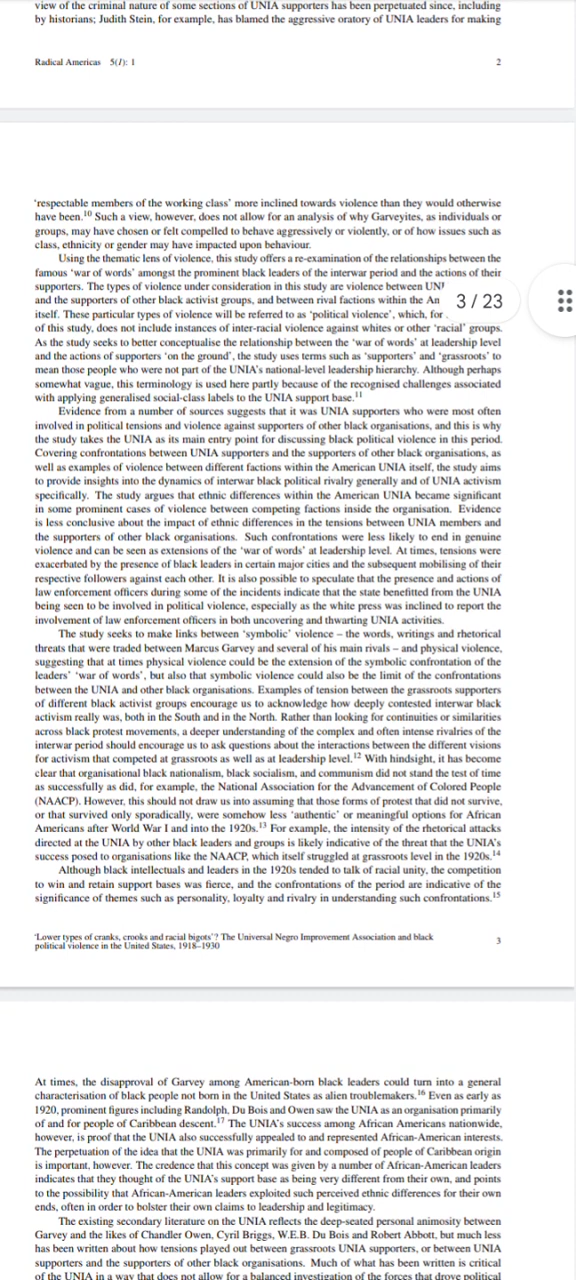 view of the criminal nature of some sections of UNIA supporters has been perpetuated since, including
by historians; Judith Stein, for example, has blamed the aggressive oratory of UNIA leaders for making
Radical Americas 5(1): 1
2
'respectable members of the working class' more inclined towards violence than they would otherwise
have been.10 Such a view, however, does not allow for an analysis of why Garveyites, as individuals or
groups, may have chosen or felt compelled to behave aggressively or violently, or of how issues such as
class, ethnicity or gender may have impacted upon behaviour.
Using the thematic lens of violence, this study offers a re-examination of the relationships between the
famous 'war of words' amongst the prominent black leaders of the interwar period and the actions of their
supporters. The types of violence under consideration in this study are violence between UN
and the supporters of other black activist groups, and between rival factions within the Am
3 / 23
itself. These particular types of violence will be referred to as 'political violence', which, for
of this study, does not include instances of inter-racial violence against whites or other 'racial' groups.
As the study seeks to better conceptualise the relationship between the 'war of words' at leadership level
and the actions of supporters 'on the ground', the study uses terms such as 'supporters' and 'grassroots' to
mean those people who were not part of the UNIA's national-level leadership hierarchy. Although perhaps
somewhat vague, this terminology is used here partly because of the recognised challenges associated
with applying generalised social-class labels to the UNIA support base.11
Evidence from a number of sources suggests that it was UNIA supporters who were most often
involved in political tensions and violence against supporters of other black organisations, and this is why
the study takes the UNIA as its main entry point for discussing black political violence in this period.
Covering confrontations between UNIA supporters and the supporters of other black organisations, as
well as examples of violence between different factions within the American UNIA itself, the study aims
to provide insights into the dynamics of interwar black political rivalry generally and of UNIA activism
specifically. The study argues that ethnic differences within the American UNIA became significant
in some prominent cases of violence between competing factions inside the organisation. Evidence
is less conclusive about the impact of ethnic differences in the tensions between UNIA members and
the supporters of other black organisations. Such confrontations were less likely to end in genuine
violence and can be seen as extensions of the 'war of words' at leadership level. At times, tensions were
exacerbated by the presence of black leaders in certain major cities and the subsequent mobilising of their
respective followers against each other. It is also possible to speculate that the presence and actions of
law enforcement officers during some of the incidents indicate that the state benefitted from the UNIA
being seen to be involved in political violence, especially as the white press was inclined to report the
involvement of law enforcement officers in both uncovering and thwarting UNIA activities.
The study seeks to make links between 'symbolic' violence – the words, writings and rhetorical
threats that were traded between Marcus Garvey and several of his main rivals – and physical violence,
suggesting that at times physical violence could be the extension of the symbolic confrontation of the
leaders' 'war of words', but also that symbolic violence could also be the limit of the confrontations
between the UNIA and other black organisations. Examples of tension between the grassroots supporters
of different black activist groups encourage us to acknowledge how deeply contested interwar black
activism really was, both in the South and in the North. Rather than looking for continuities or similarities
across black protest movements, a deeper understanding of the complex and often intense rivalries of the
interwar period should encourage us to ask questions about the interactions between the different visions
for activism that competed at grassroots as well as at leadership level.12 With hindsight, it has become
clear that organisational black nationalism, black socialism, and communism did not stand the test of time
as successfully as did, for example, the National Association for the Advancement of Colored People
(NAACP). However, this should not draw us into assuming that those forms of protest that did not survive,
or that survived only sporadically, were somehow less 'authentic' or meaningful options for African
Americans after World War I and into the 1920s.13 For example, the intensity of the rhetorical attacks
directed at the UNIA by other black leaders and groups is likely indicative of the threat that the UNIA's
success posed to organisations like the NAACP, which itself struggled at grassroots level in the 1920s.14
Although black intellectuals and leaders in the 1920s tended to talk of racial unity, the competition
to win and retain support bases was fierce, and the confrontations of the period are indicative of the
significance of themes such as personality, loyalty and rivalry in understanding such confrontations.15
'Lower types of cranks, crooks and racial bigots'? The Universal Negro Improvement Association and black
political violence in the United States, 1918–1930
3
At times, the disapproval of Garvey among American-born black leaders could turn into a general
characterisation of black people not born in the United States as alien troublemakers.16 Even as early as
1920, prominent figures including Randolph, Du Bois and Owen saw the UNIA as an organisation primarily
of and for people of Caribbean descent.17 The UNIA's success among African Americans nationwide,
however, is proof that the UNIA also successfully appealed to and represented African-American interests.
The perpetuation of the idea that the UNIA was primarily for and composed of people of Caribbean origin
is important, however. The credence that this concept was given by a number of African-American leaders
indicates that they thought of the UNIA's support base as being very different from their own, and points
to the possibility that African-American leaders exploited such perceived ethnic differences for their own
ends, often in order to bolster their own claims to leadership and legitimacy.
The existing secondary literature on the UNIA reflects the deep-seated personal animosity between
Garvey and the likes of Chandler Owen, Cyril Briggs, W.E.B. Du Bois and Robert Abbott, but much less
has been written about how tensions played out between grassroots UNIA supporters, or between UNIA
supporters and the supporters of other black organisations. Much of what has been written is critical
of the UNIA in a way that does not allow for a balanced investigation of the forces that drove political